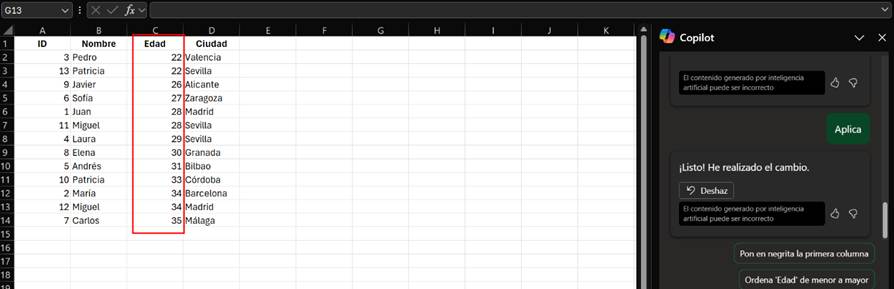 G13 fx
A B C D E F G H I J K
1 ID Nombre Edad Ciudad
2 3 Pedro 22 Valencia
3 13 Patricia 22 Sevilla
4 9 Javier 26 Alicante
5 6 Sofía 27 Zaragoza
6 1 Juan 28 Madrid
7 11 Miguel 28 Sevilla
8 4 Laura 29 Sevilla
9 8 Elena 30 Granada
10 5 Andrés 31 Bilbao
11 10 Patricia 33 Córdoba
12 2 María 34 Barcelona
13 12 Miguel 34 Madrid
14 7 Carlos 35 Málaga
15
16
17
18
19
Copilot
El contenido generado por inteligencia
artificial puede ser incorrecto
Aplica
¡Listo! He realizado el cambio.
Deshaz
El contenido generado por inteligencia
artificial puede ser incorrecto
Pon en negrita la primera columna
Ordena 'Edad' de menor a mayor